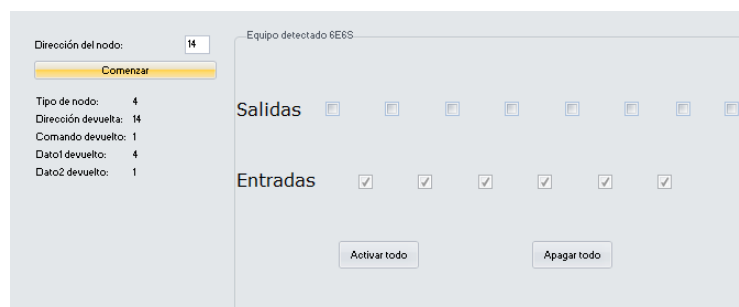 Dirección del nodo: 14
Comenzar
Tipo de nodo: 4
Dirección devuelta: 14
Comando devuelto: 1
Dato1 devuelto: 4
Dato2 devuelto: 1
Equipo detectado 6E6S
Salidas
Entradas
Activar todo Apagar todo